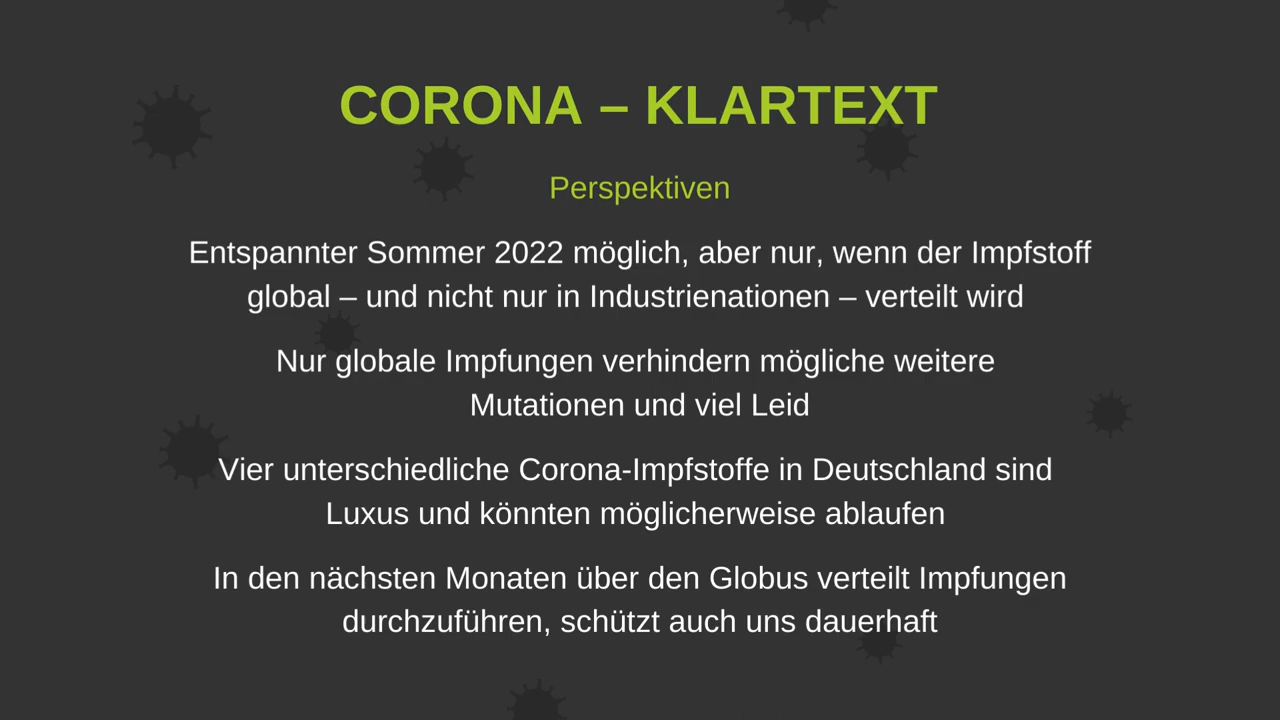 CORONA – KLARTEXT
Perspektiven
Entspannter Sommer 2022 möglich, aber nur, wenn der Impfstoff
global – und nicht nur in Industrienationen – verteilt wird
Nur globale Impfungen verhindern mögliche weitere
Mutationen und viel Leid
Vier unterschiedliche Corona-Impfstoffe in Deutschland sind
Luxus und könnten möglicherweise ablaufen
In den nächsten Monaten über den Globus verteilt Impfungen
durchzuführen, schützt auch uns dauerhaft